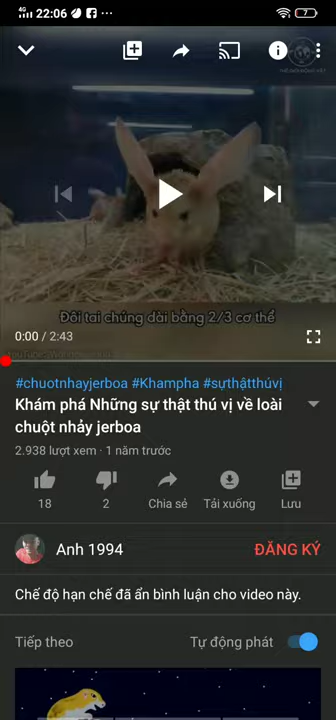 4G 22:06
7
Đôi tai chúng dài bằng 2/3 cơ thể
0:00 / 2:43
#chuotnhayjerboa #Khampha #sựthậtthúvị
Khám phá Những sự thật thú vị về loài
chuột nhảy jerboa
2.938 lượt xem · 1 năm trước
18
2
Chia sẻ
Tải xuống
Lưu
Anh 1994
ĐĂNG KÝ
Chế độ hạn chế đã ẩn bình luận cho video này.
Tiếp theo
Tự động phát